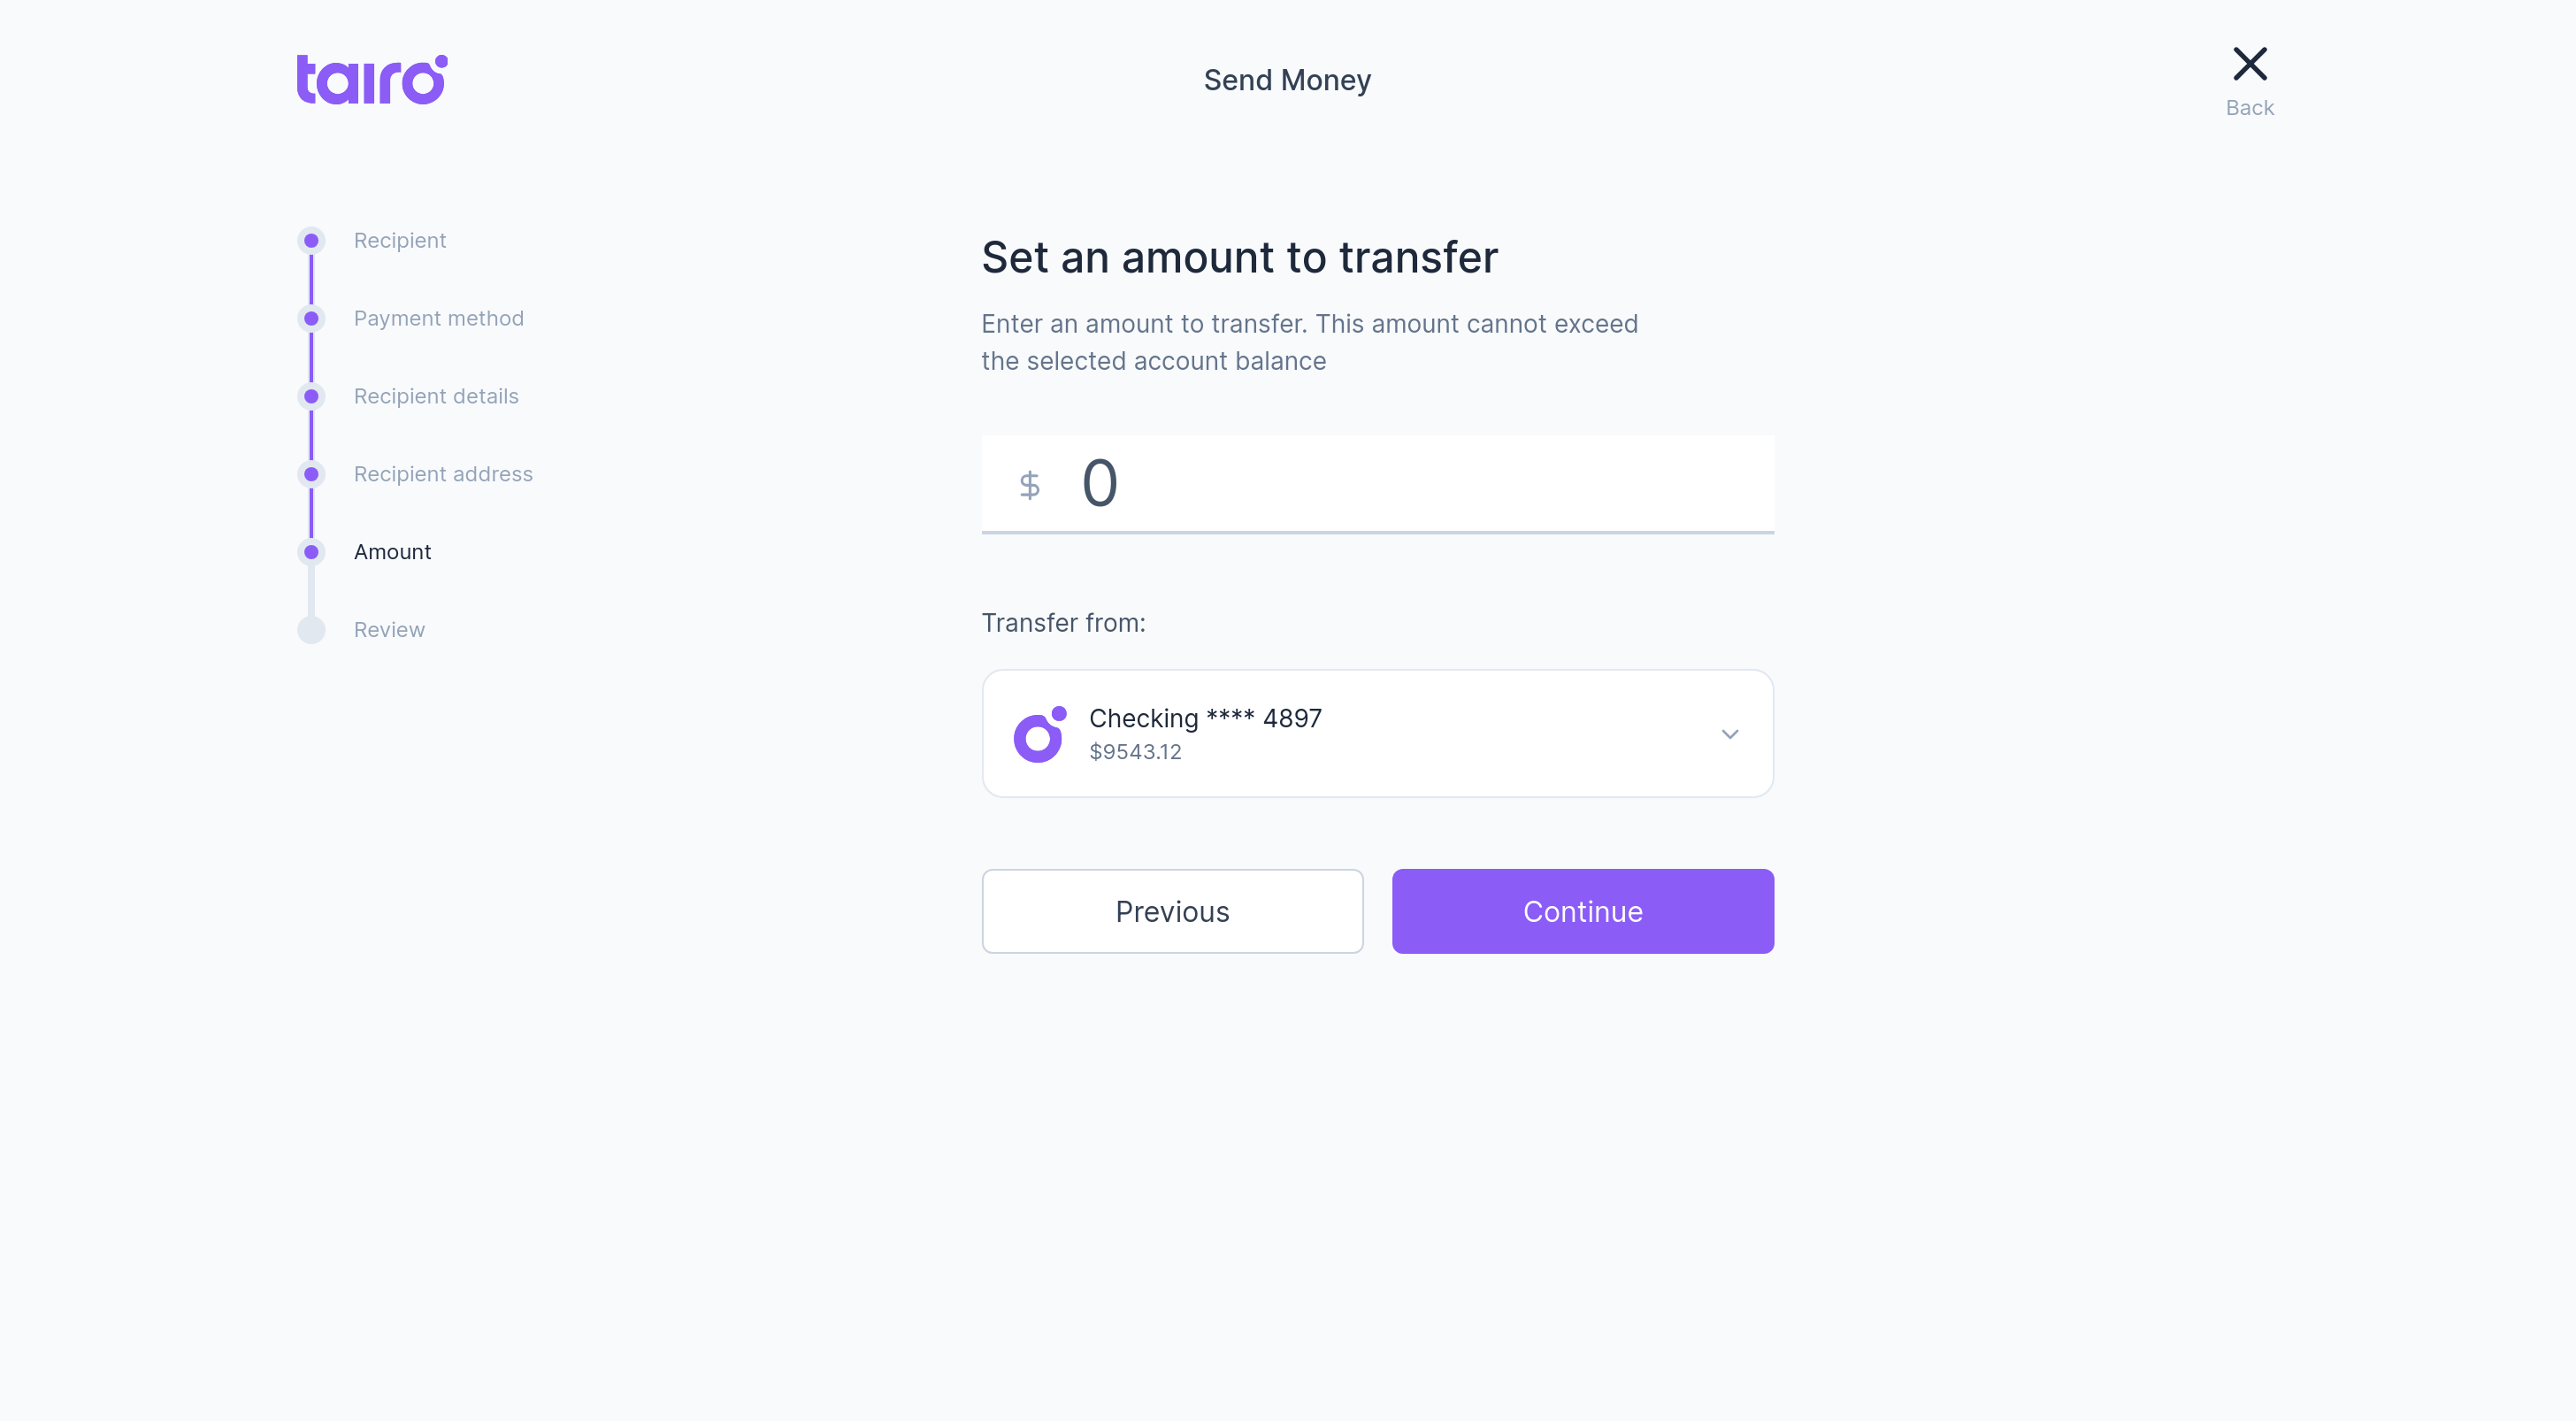 tairo
Send Money
Back
Recipient
Payment method
Recipient details
Recipient address
Amount
Review
Set an amount to transfer
Enter an amount to transfer. This amount cannot exceed
the selected account balance
$ 0
Transfer from:
Checking **** 4897
$9543.12
Previous
Continue